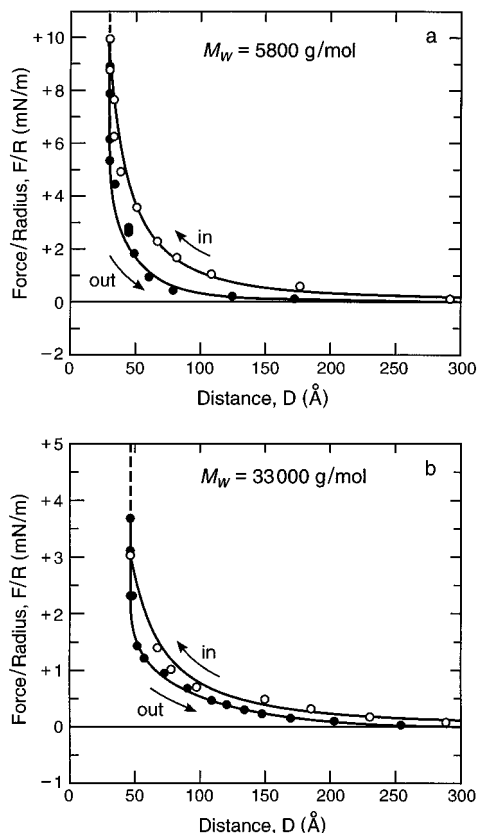 a
M_W = 5800 g/mol
+10
+8
+6
+4
+2
0
−2
in
out
0 50 100 150 200 250 300
Force/Radius, F/R (mN/m)
Distance, D (Å)
b
M_W = 33 000 g/mol
+5
+4
+3
+2
+1
0
−1
in
out
0 50 100 150 200 250 300
Force/Radius, F/R (mN/m)
Distance, D (Å)